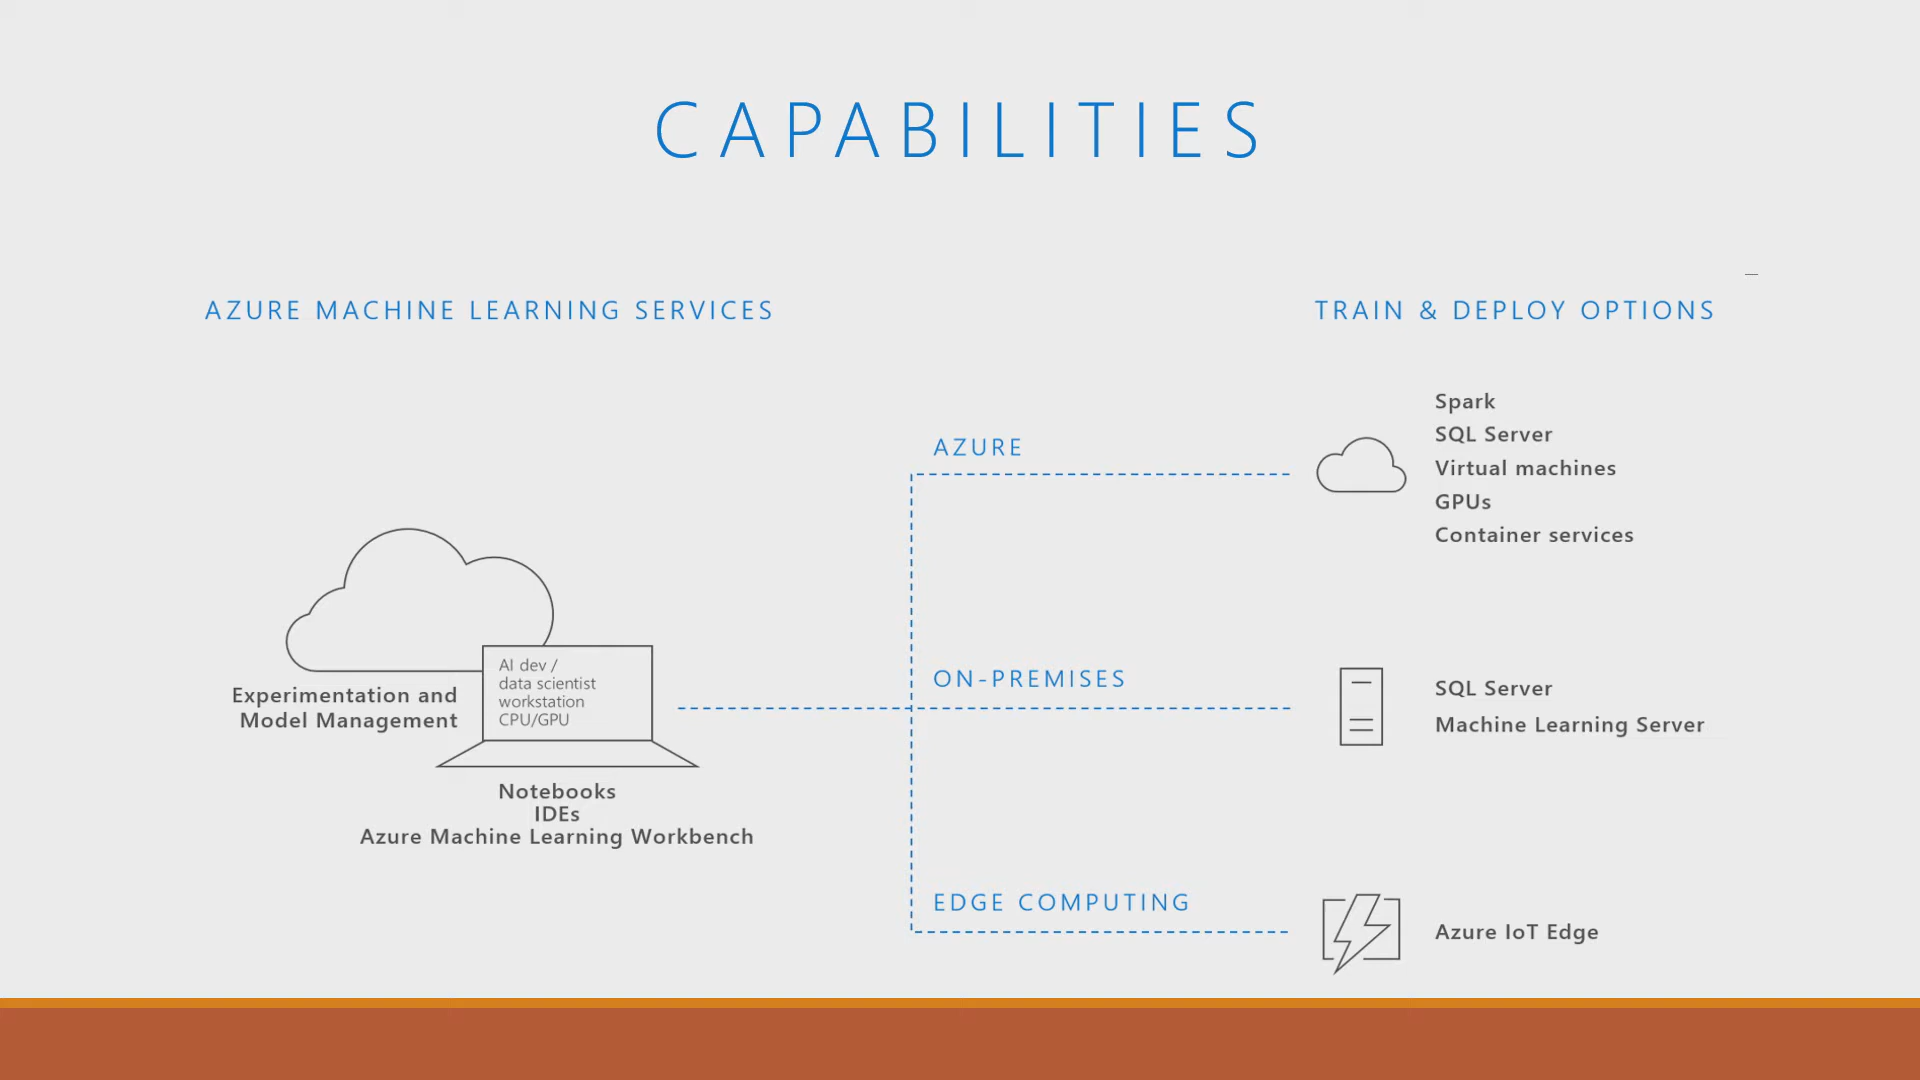 CAPABILITIES
AZURE MACHINE LEARNING SERVICES
Experimentation and
Model Management
AI dev /
data scientist
workstation
CPU/GPU
Notebooks
IDEs
Azure Machine Learning Workbench
TRAIN & DEPLOY OPTIONS
AZURE
Spark
SQL Server
Virtual machines
GPUs
Container services
ON-PREMISES
SQL Server
Machine Learning Server
EDGE COMPUTING
Azure IoT Edge